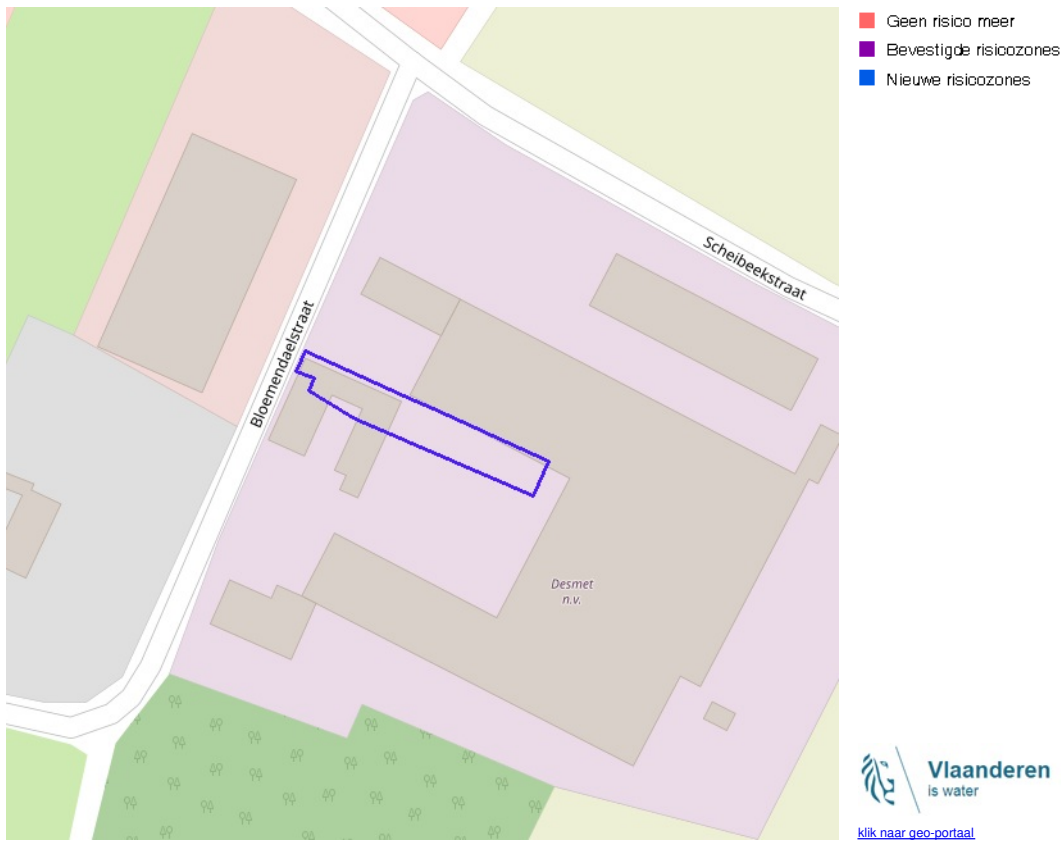 Geen risico meer
Bevestigde risicozones
Nieuwe risicozones
Scheibeekstraat
Bloemendaelstraat
Desmet
n.v.
Vlaanderen
is water
klik naar geo-portaal